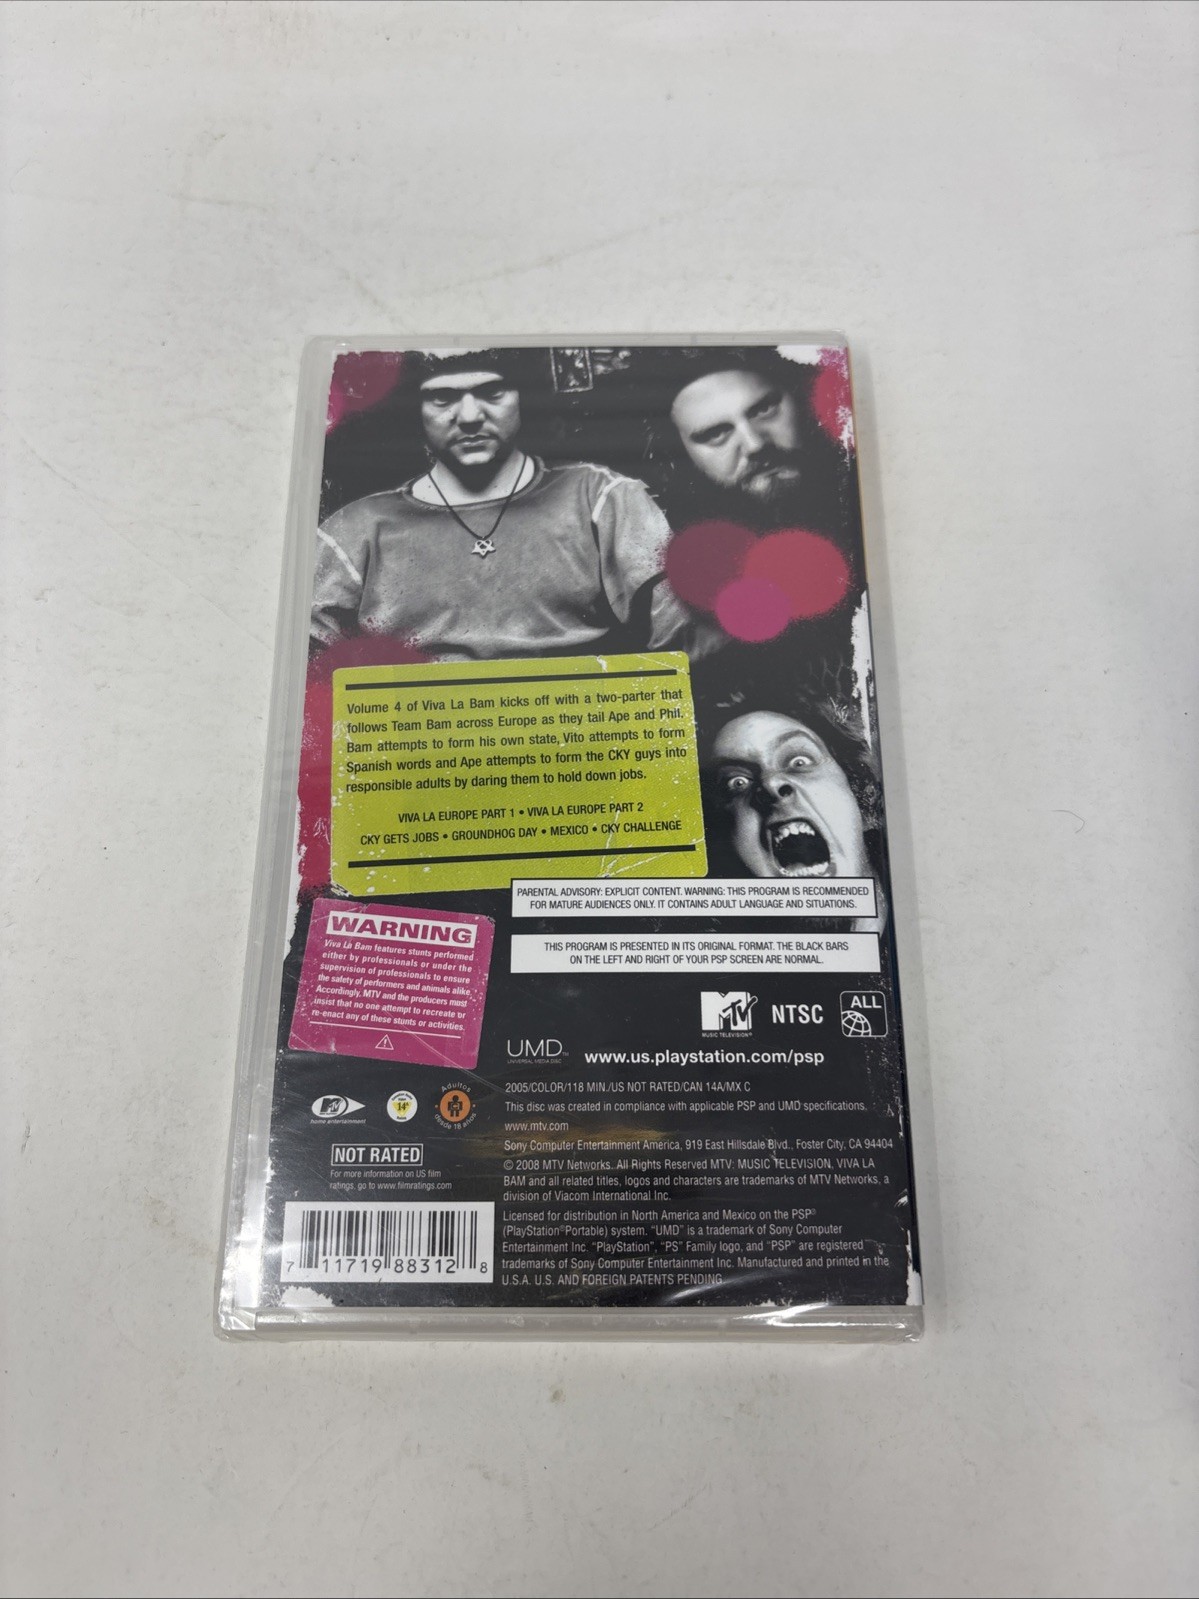 Volume 4 of Viva La Bam kicks off with a two-parter that
follows Team Bam across Europe as they tail Ape and Phil.
Bam attempts to form his own state, Vito attempts to form
Spanish words and Ape attempts to form the CKY guys into
responsible adults by daring them to hold down jobs.
VIVA LA EUROPE PART 1 • VIVA LA EUROPE PART 2
CKY GETS JOBS • GROUNDHOG DAY • MEXICO • CKY CHALLENGE
PARENTAL ADVISORY: EXPLICIT CONTENT. WARNING: THIS PROGRAM IS RECOMMENDED
FOR MATURE AUDIENCES ONLY. IT CONTAINS ADULT LANGUAGE AND SITUATIONS.
THIS PROGRAM IS PRESENTED IN ITS ORIGINAL FORMAT. THE BLACK BARS
ON THE LEFT AND RIGHT OF YOUR PSP SCREEN ARE NORMAL.
WARNING
Viva La Bam features stunts performed
either by professionals or under the
supervision of professionals to ensure
the safety of performers and animals alike.
Accordingly, MTV and the producers must
insist that no one attempt to recreate or
re-enact any of these stunts or activities.
MTV
MUSIC TELEVISION™
NTSC
ALL
UMD™
UNIVERSAL MEDIA DISC
www.us.playstation.com/psp
MTV
home entertainment
14
Adultos
desde 18 años
2005/COLOR/118 MIN./US NOT RATED/CAN 14A/MX C
This disc was created in compliance with applicable PSP and UMD specifications.
www.mtv.com
Sony Computer Entertainment America, 919 East Hillsdale Blvd., Foster City, CA 94404
© 2008 MTV Networks. All Rights Reserved MTV: MUSIC TELEVISION, VIVA LA
BAM and all related titles, logos and characters are trademarks of MTV Networks, a
division of Viacom International Inc.
Licensed for distribution in North America and Mexico on the PSP®
(PlayStation®Portable) system. “UMD” is a trademark of Sony Computer
Entertainment Inc. “PlayStation”, “PS” Family logo, and “PSP” are registered
trademarks of Sony Computer Entertainment Inc. Manufactured and printed in the
U.S.A. U.S. AND FOREIGN PATENTS PENDING.
NOT RATED
For more information on US film
ratings, go to www.filmratings.com
7 11719 88312 8